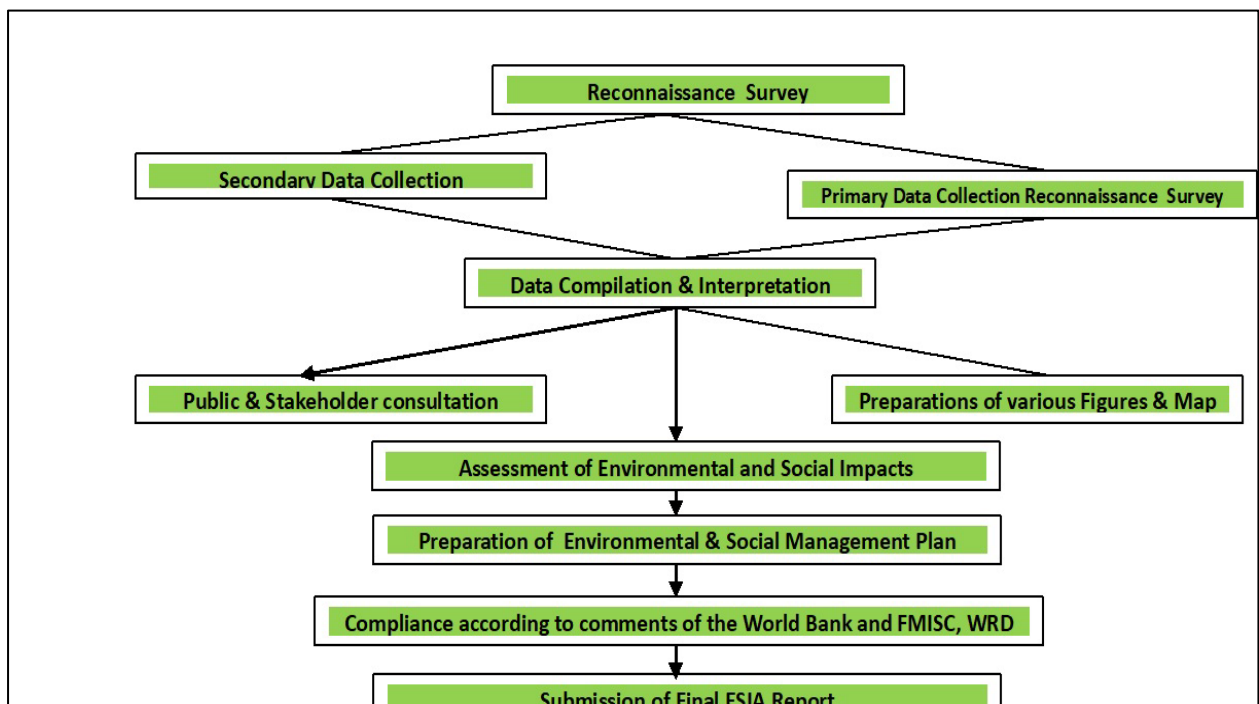 Reconnaissance Survey
Secondary Data Collection
Primary Data Collection Reconnaissance Survey
Data Compilation & Interpretation
Public & Stakeholder consultation
Preparations of various Figures & Map
Assessment of Environmental and Social Impacts
Preparation of Environmental & Social Management Plan
Compliance according to comments of the World Bank and FMISC, WRD
Submission of Final ESIA Report